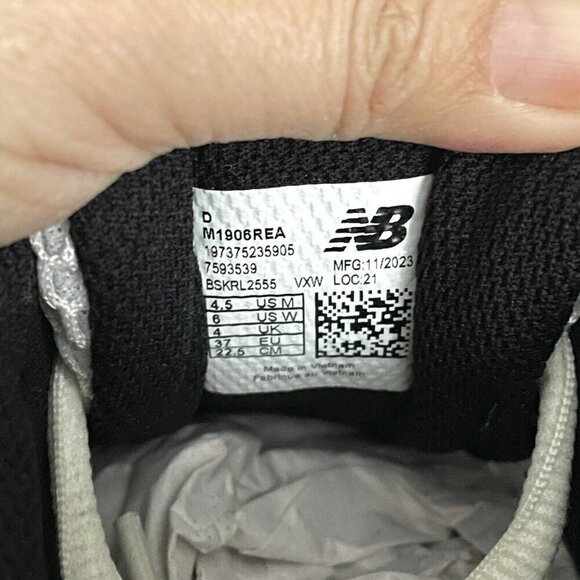 D
M1906REA
197375235905
7593539
BSKRL2555 VXW
NB
MFG:11/2023
LOC:21
4.5 US M
6 US W
4 UK
37 EU
22.5 CM
Made in Vietnam
Fabriqué au Vietnam